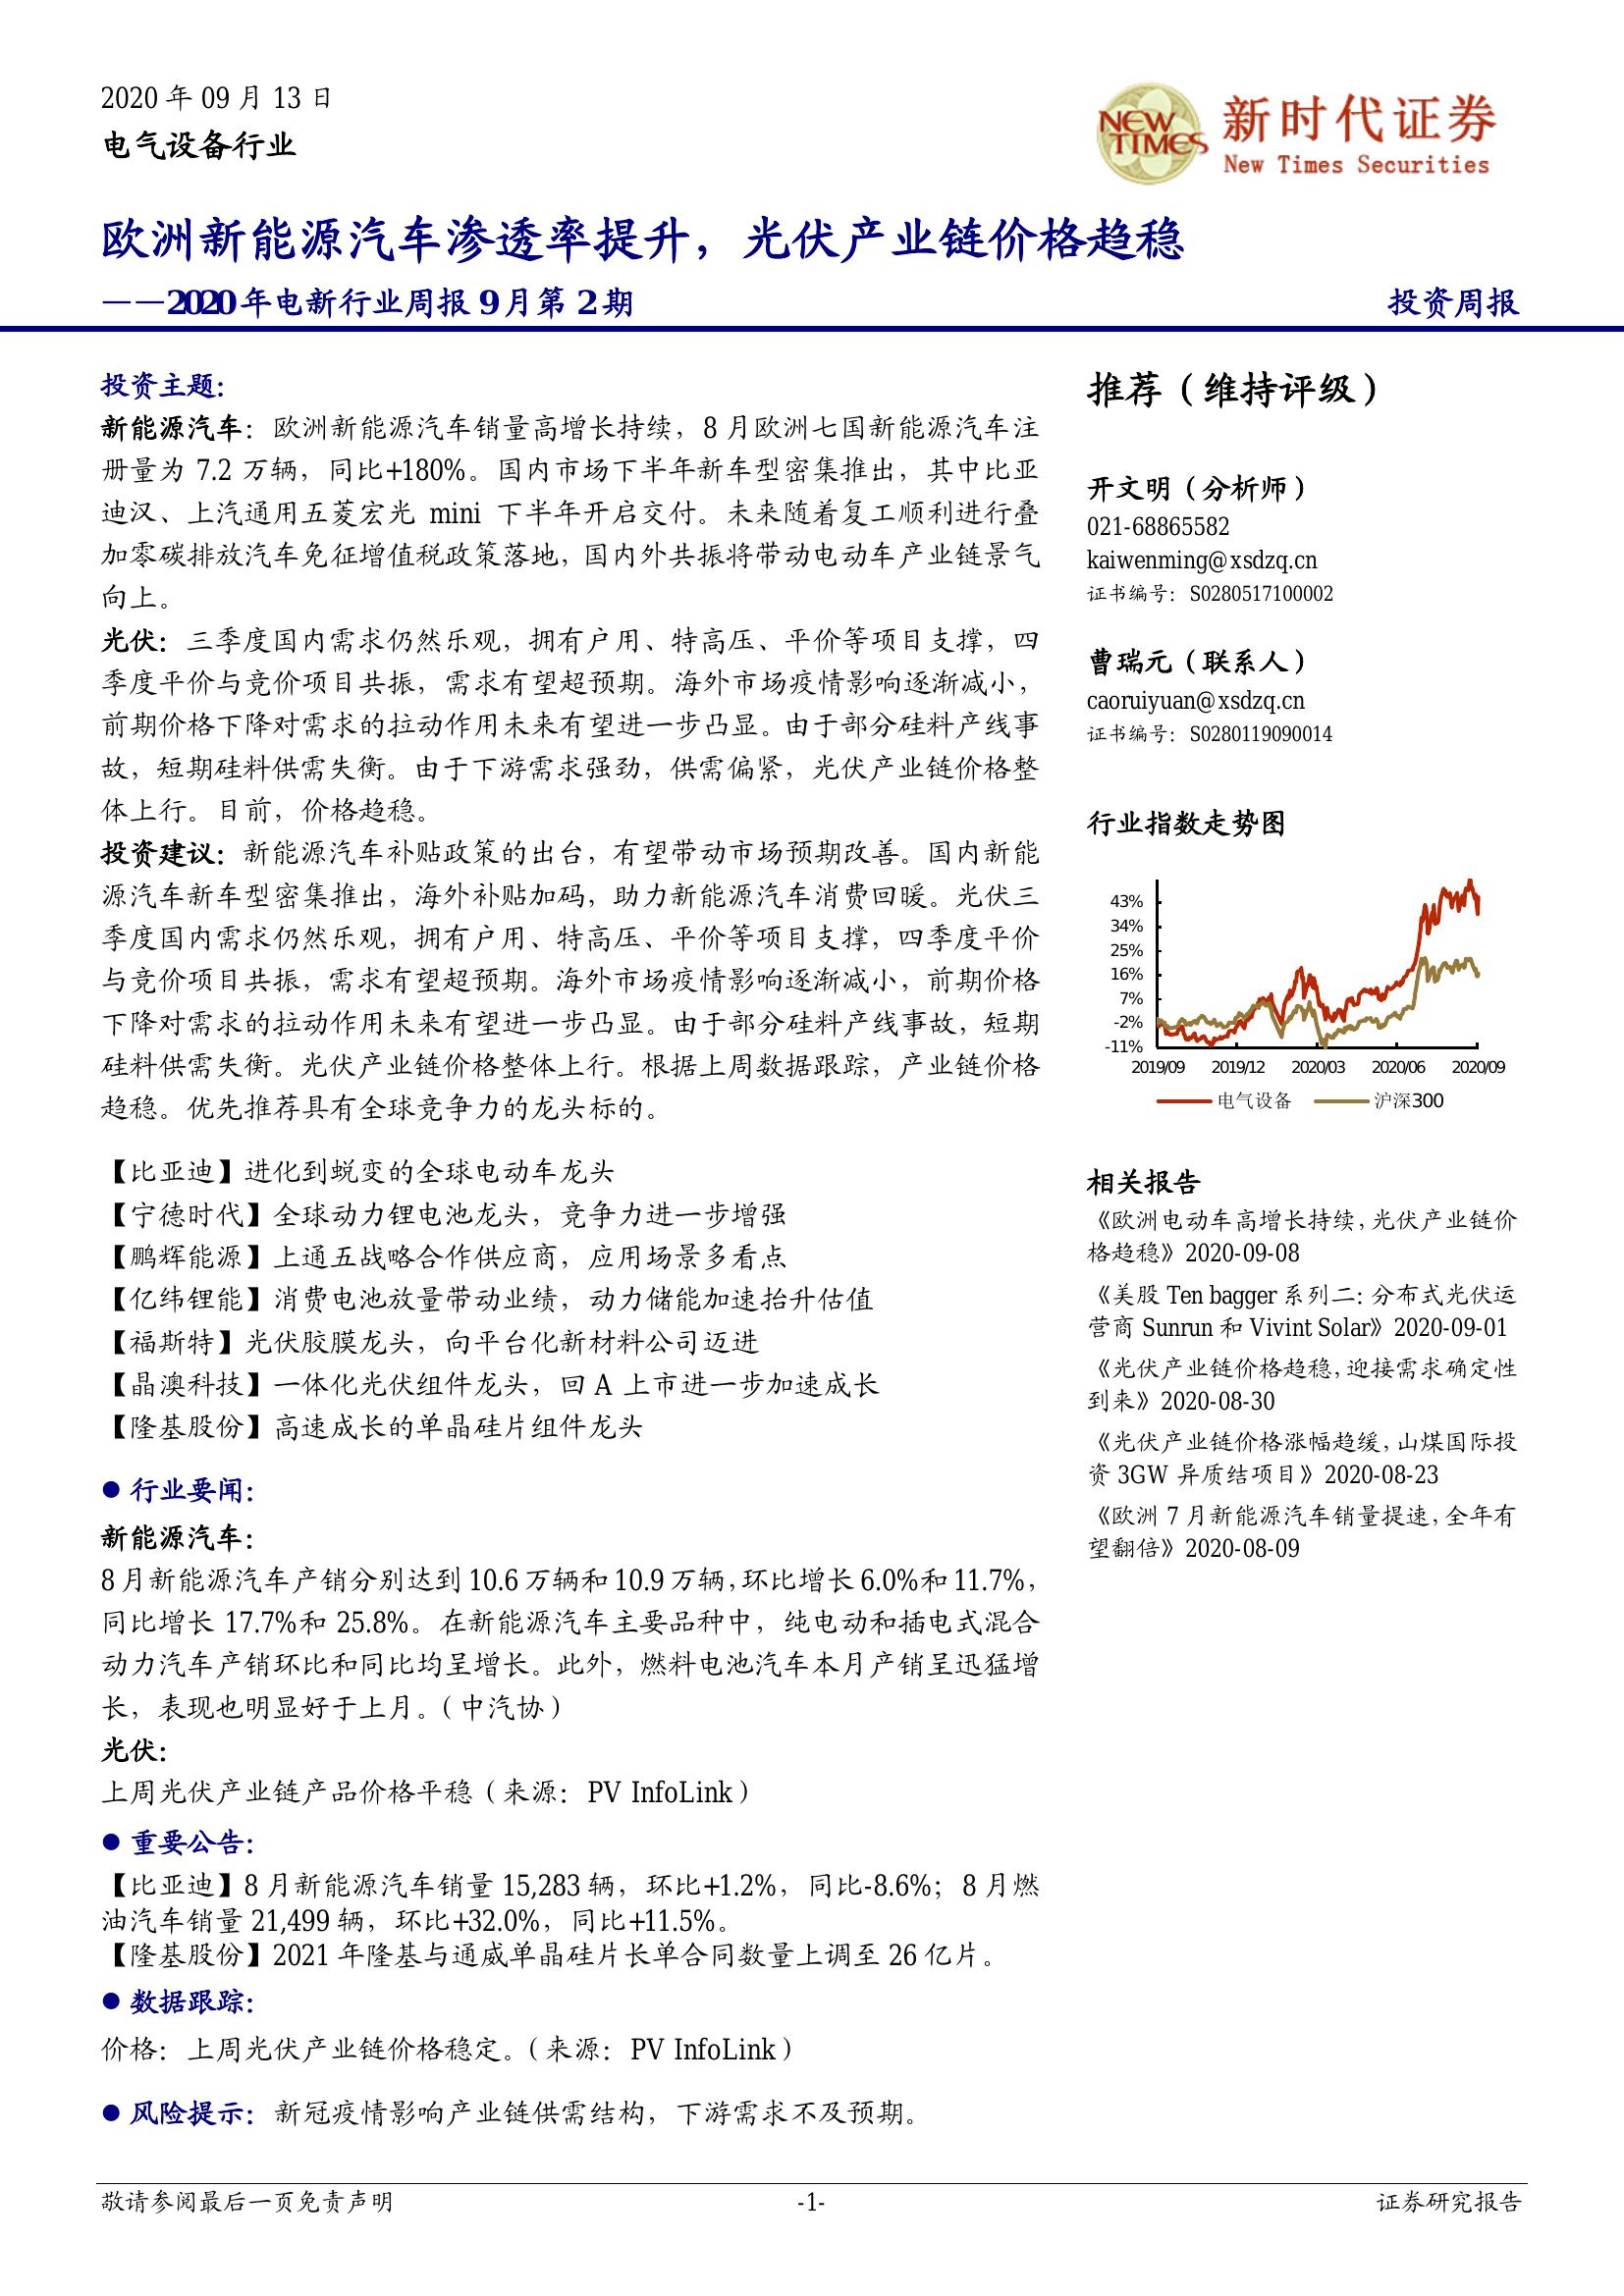 2020 年 09 月 13 日
电气设备行业
NEW TIMES
新时代证券
New Times Securities
欧洲新能源汽车渗透率提升，光伏产业链价格趋稳
——2020年电新行业周报 9月第 2期
投资周报
投资主题：
新能源汽车：欧洲新能源汽车销量高增长持续，8 月欧洲七国新能源汽车注
册量为 7.2 万辆，同比+180%。国内市场下半年新车型密集推出，其中比亚
迪汉、上汽通用五菱宏光 mini 下半年开启交付。未来随着复工顺利进行叠
加零碳排放汽车免征增值税政策落地，国内外共振将带动电动车产业链景气
向上。
光伏：三季度国内需求仍然乐观，拥有户用、特高压、平价等项目支撑，四
季度平价与竞价项目共振，需求有望超预期。海外市场疫情影响逐渐减小，
前期价格下降对需求的拉动作用未来有望进一步凸显。由于部分硅料产线事
故，短期硅料供需失衡。由于下游需求强劲，供需偏紧，光伏产业链价格整
体上行。目前，价格趋稳。
投资建议：新能源汽车补贴政策的出台，有望带动市场预期改善。国内新能
源汽车新车型密集推出，海外补贴加码，助力新能源汽车消费回暖。光伏三
季度国内需求仍然乐观，拥有户用、特高压、平价等项目支撑，四季度平价
与竞价项目共振，需求有望超预期。海外市场疫情影响逐渐减小，前期价格
下降对需求的拉动作用未来有望进一步凸显。由于部分硅料产线事故，短期
硅料供需失衡。光伏产业链价格整体上行。根据上周数据跟踪，产业链价格
趋稳。优先推荐具有全球竞争力的龙头标的。
【比亚迪】进化到蜕变的全球电动车龙头
【宁德时代】全球动力锂电池龙头，竞争力进一步增强
【鹏辉能源】上通五战略合作供应商，应用场景多看点
【亿纬锂能】消费电池放量带动业绩，动力储能加速抬升估值
【福斯特】光伏胶膜龙头，向平台化新材料公司迈进
【晶澳科技】一体化光伏组件龙头，回 A 上市进一步加速成长
【隆基股份】高速成长的单晶硅片组件龙头
● 行业要闻：
新能源汽车：
8 月新能源汽车产销分别达到 10.6 万辆和 10.9 万辆，环比增长 6.0%和 11.7%，
同比增长 17.7%和 25.8%。在新能源汽车主要品种中，纯电动和插电式混合
动力汽车产销环比和同比均呈增长。此外，燃料电池汽车本月产销呈迅猛增
长，表现也明显好于上月。（中汽协）
光伏：
上周光伏产业链产品价格平稳（来源：PV InfoLink）
● 重要公告：
【比亚迪】8 月新能源汽车销量 15,283 辆，环比+1.2%，同比-8.6%；8 月燃
油汽车销量 21,499 辆，环比+32.0%，同比+11.5%。
【隆基股份】2021 年隆基与通威单晶硅片长单合同数量上调至 26 亿片。
● 数据跟踪：
价格：上周光伏产业链价格稳定。（来源：PV InfoLink）
● 风险提示：新冠疫情影响产业链供需结构，下游需求不及预期。
推荐（维持评级）
开文明（分析师）
021-68865582
kaiwenming@xsdzq.cn
证书编号：S0280517100002
曹瑞元（联系人）
caoruiyuan@xsdzq.cn
证书编号：S0280119090014
行业指数走势图
43%
34%
25%
16%
7%
-2%
-11%
2019/09 2019/12 2020/03 2020/06 2020/09
电气设备 沪深300
相关报告
《欧洲电动车高增长持续，光伏产业链价
格趋稳》2020-09-08
《美股 Ten bagger 系列二：分布式光伏运
营商 Sunrun 和 Vivint Solar》2020-09-01
《光伏产业链价格趋稳，迎接需求确定性
到来》2020-08-30
《光伏产业链价格涨幅趋缓，山煤国际投
资 3GW 异质结项目》2020-08-23
《欧洲 7 月新能源汽车销量提速，全年有
望翻倍》2020-08-09
敬请参阅最后一页免责声明
-1-
证券研究报告